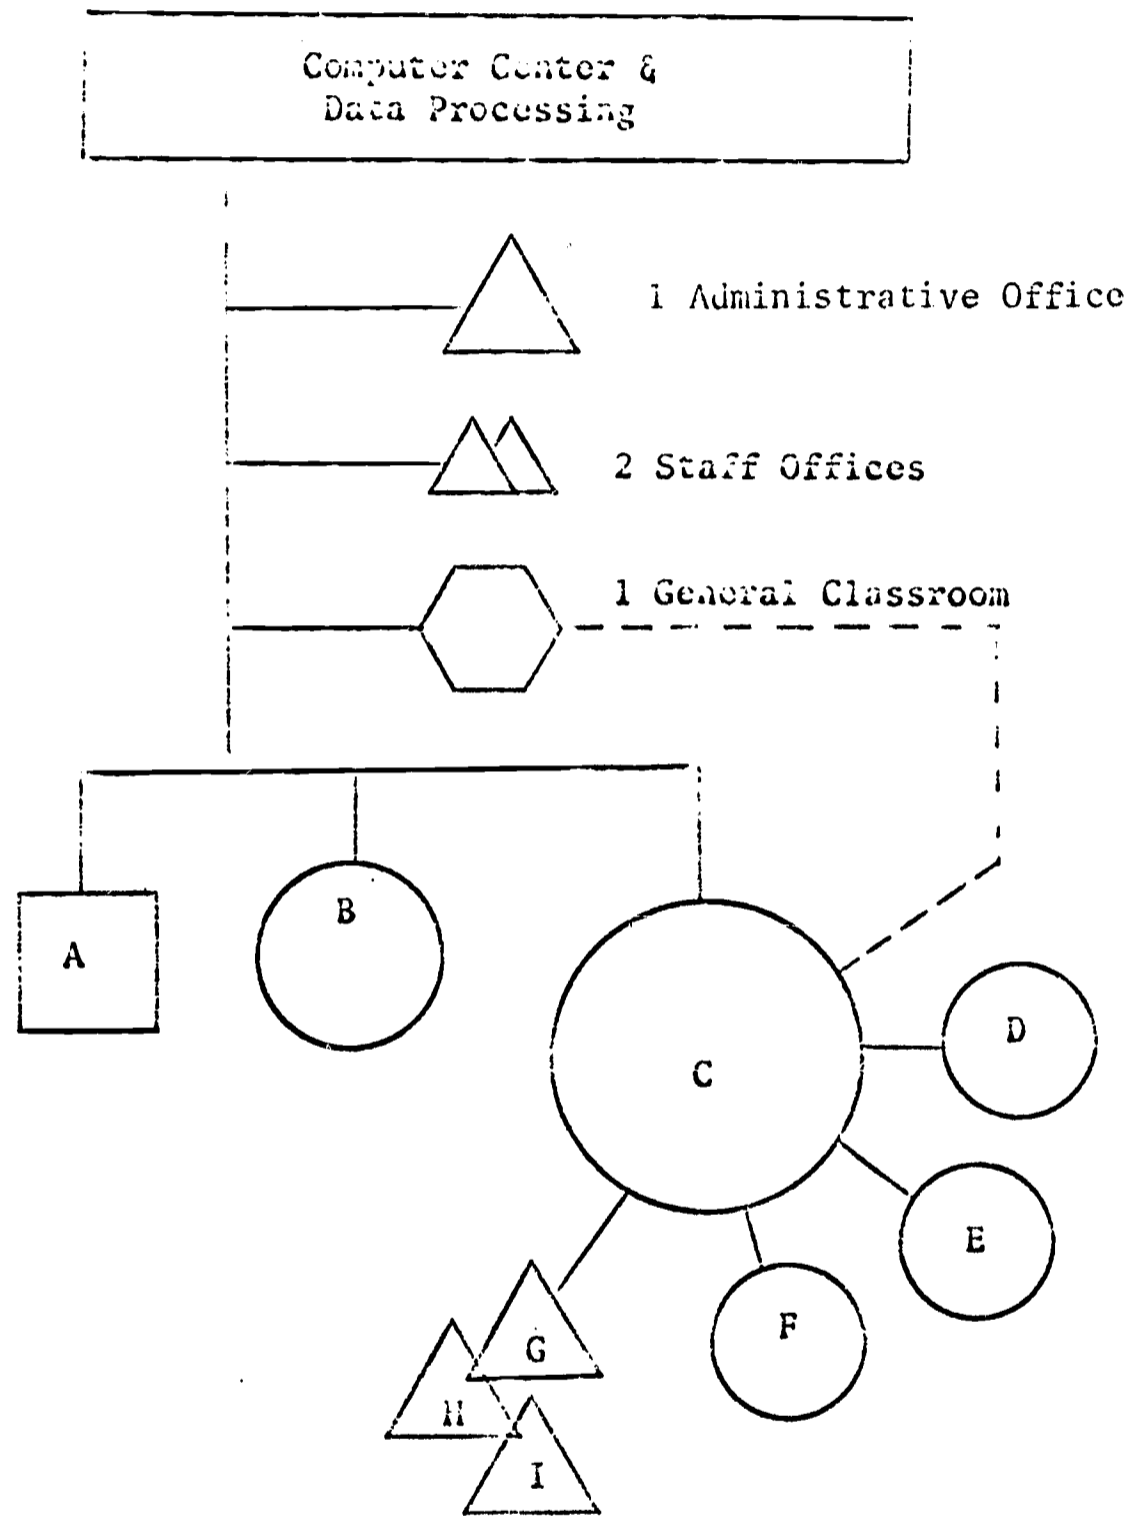 Computer Center &
Data Processing
1 Administrative Office
2 Staff Offices
1 General Classroom
A
B
C
D
E
F
G
H
I